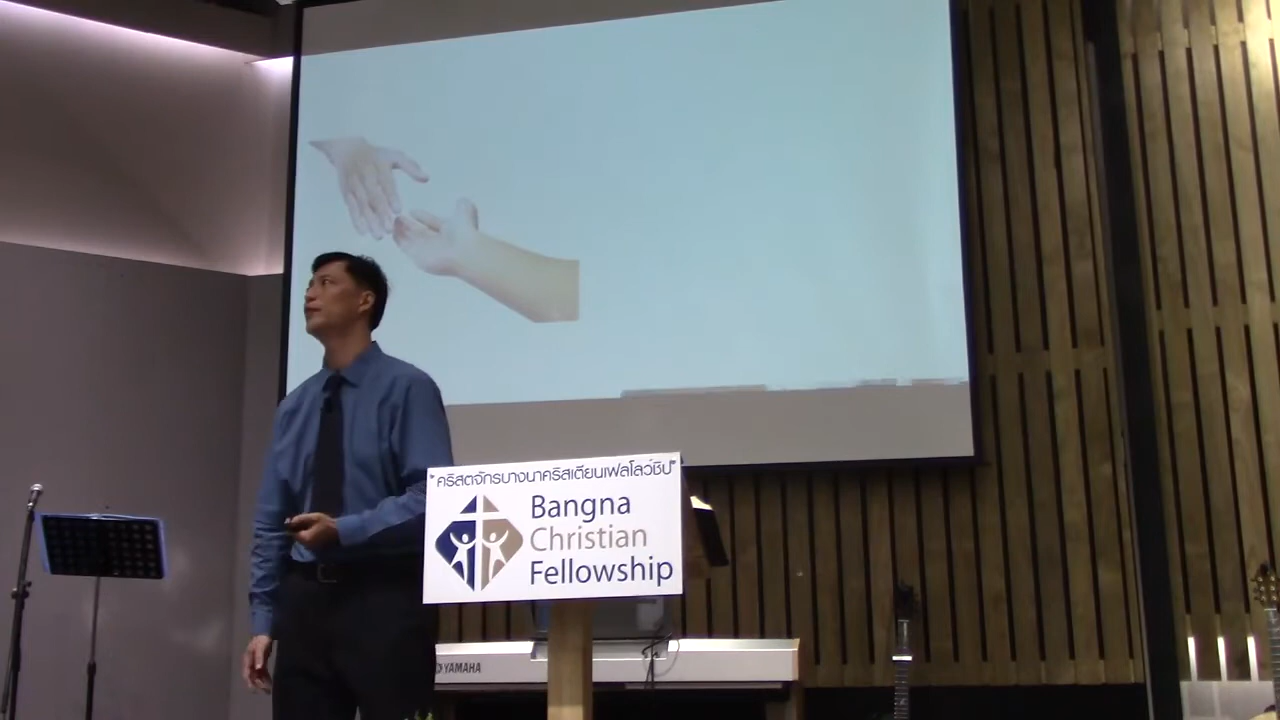 "คริสตจักรบางนาคริสเตียนเฟลโลว์ชิป"
Bangna
Christian
Fellowship
YAMAHA